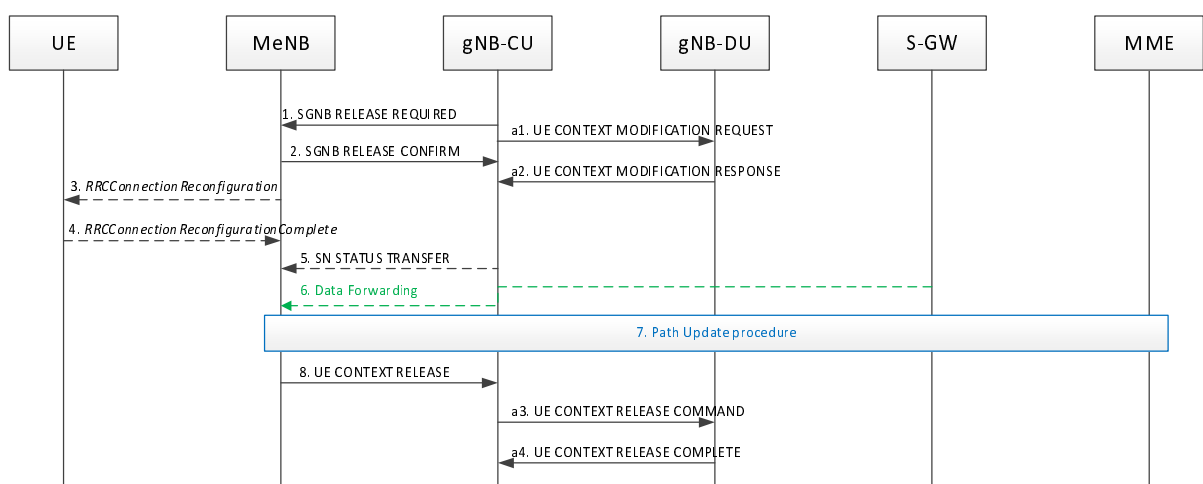 UE
MeNB
gNB-CU
gNB-DU
S-GW
MME
1. SGNB RELEASE REQUIRED
a1. UE CONTEXT MODIFICATION REQUEST
2. SGNB RELEASE CONFIRM
a2. UE CONTEXT MODIFICATION RESPONSE
3. RRCConnectionReconfiguration
4. RRCConnectionReconfigurationComplete
5. SN STATUS TRANSFER
6. Data Forwarding
7. Path Update procedure
8. UE CONTEXT RELEASE
a3. UE CONTEXT RELEASE COMMAND
a4. UE CONTEXT RELEASE COMPLETE